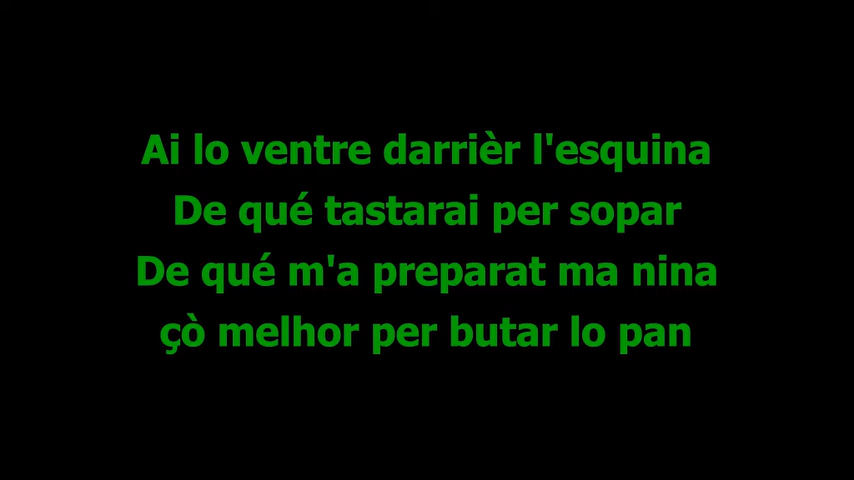 Ai lo ventre darrièr l'esquina
De qué tastarai per sopar
De qué m'a preparat ma nina
çò melhor per butar lo pan